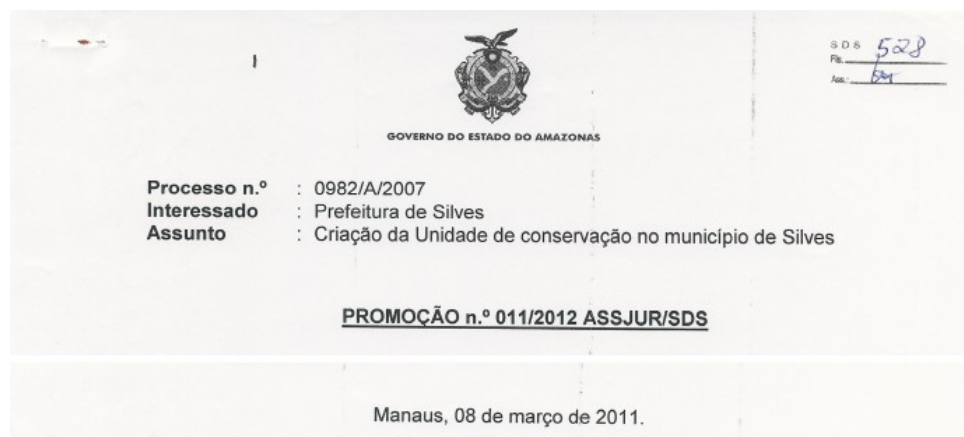 SDS 528
Fls.
Ass.:
GOVERNO DO ESTADO DO AMAZONAS
Processo n.º : 0982/A/2007
Interessado : Prefeitura de Silves
Assunto : Criação da Unidade de conservação no município de Silves
PROMOÇÃO n.º 011/2012 ASSJUR/SDS
Manaus, 08 de março de 2011.